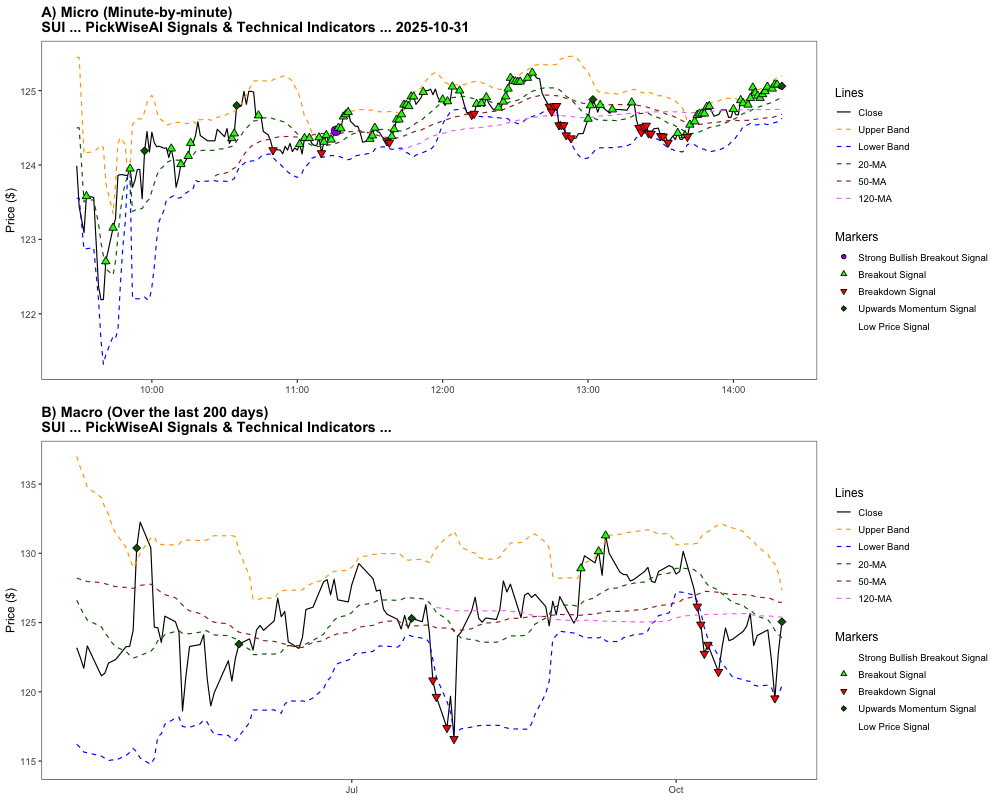 A) Micro (Minute-by-minute)
SUI ... PickWiseAI Signals & Technical Indicators ... 2025-10-31
Price ($)
125
124
123
122
10:00
11:00
12:00
13:00
14:00
Lines
Close
Upper Band
Lower Band
20-MA
50-MA
120-MA
Markers
Strong Bullish Breakout Signal
Breakout Signal
Breakdown Signal
Upwards Momentum Signal
Low Price Signal
B) Macro (Over the last 200 days)
SUI ... PickWiseAI Signals & Technical Indicators ...
Price ($)
135
130
125
120
115
Jul
Oct
Lines
Close
Upper Band
Lower Band
20-MA
50-MA
120-MA
Markers
Strong Bullish Breakout Signal
Breakout Signal
Breakdown Signal
Upwards Momentum Signal
Low Price Signal